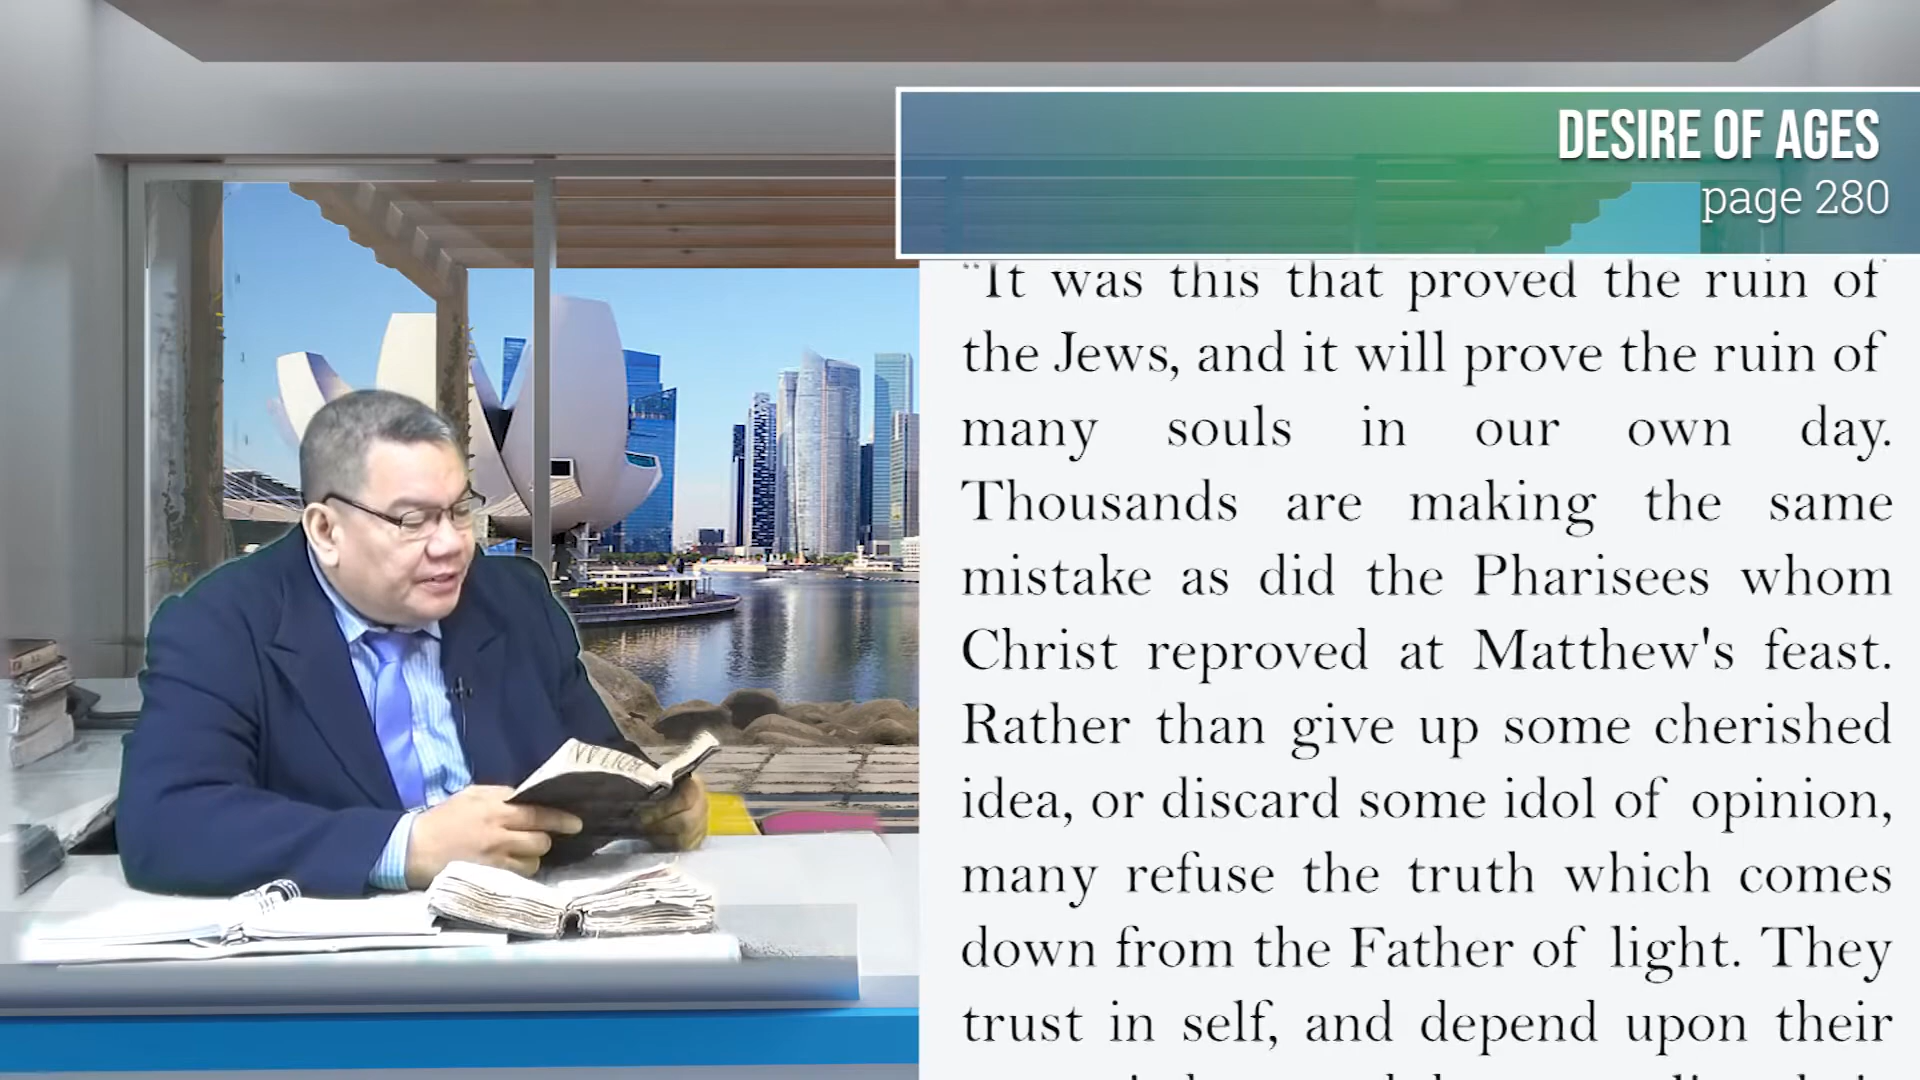 DESIRE OF AGES
page 280
“It was this that proved the ruin of
the Jews, and it will prove the ruin of
many souls in our own day.
Thousands are making the same
mistake as did the Pharisees whom
Christ reproved at Matthew's feast.
Rather than give up some cherished
idea, or discard some idol of opinion,
many refuse the truth which comes
down from the Father of light. They
trust in self, and depend upon their